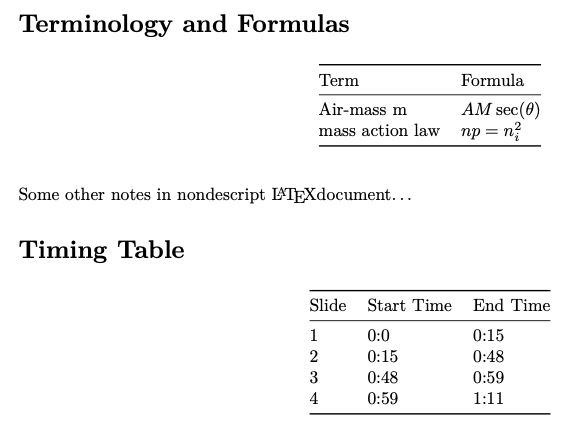 Terminology and Formulas
Term Formula
Air-mass m AM sec(θ)
mass action law np = n_i^2
Some other notes in nondescript LATEXdocument...
Timing Table
Slide Start Time End Time
1 0:0 0:15
2 0:15 0:48
3 0:48 0:59
4 0:59 1:11